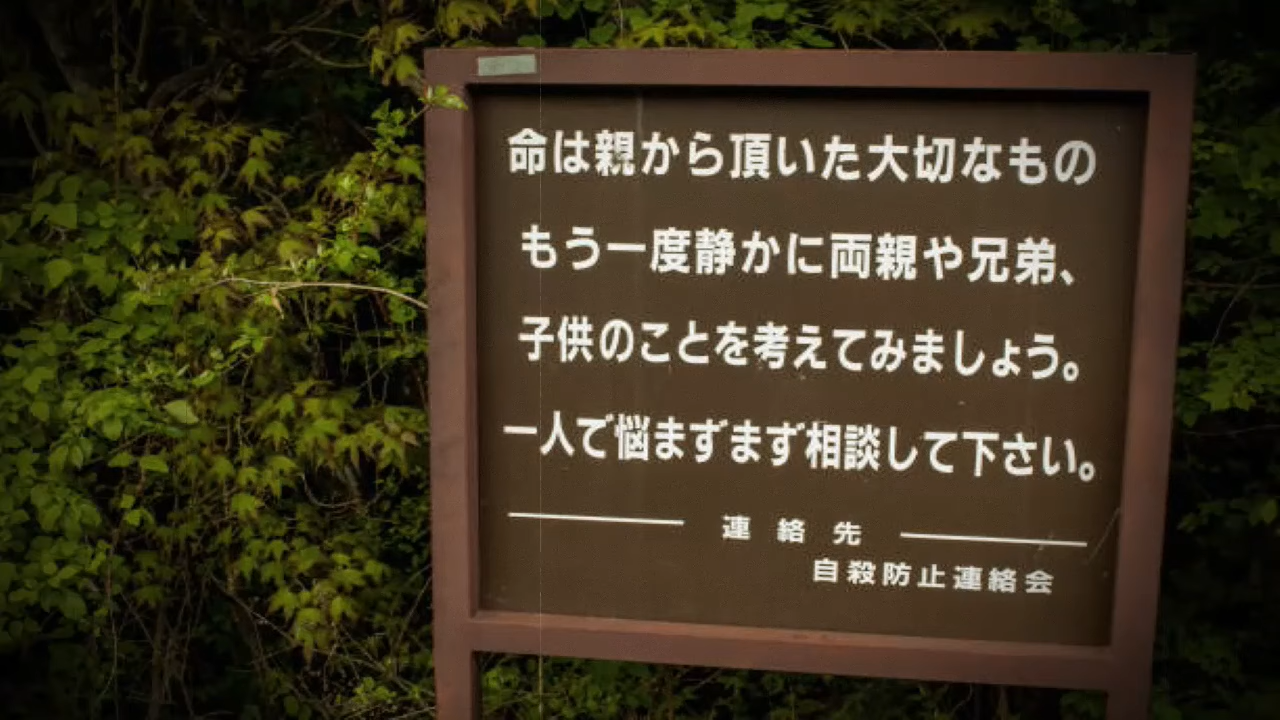 命は親から頂いた大切なもの
もう一度静かに両親や兄弟、
子供のことを考えてみましょう。
一人で悩まずまず相談して下さい。
連絡先
自殺防止連絡会